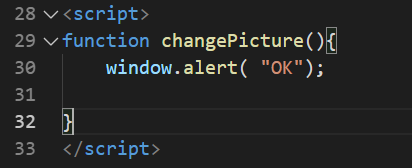 28 <script>
29 function changePicture(){
30     window.alert( "OK");
31
32 }
33 </script>